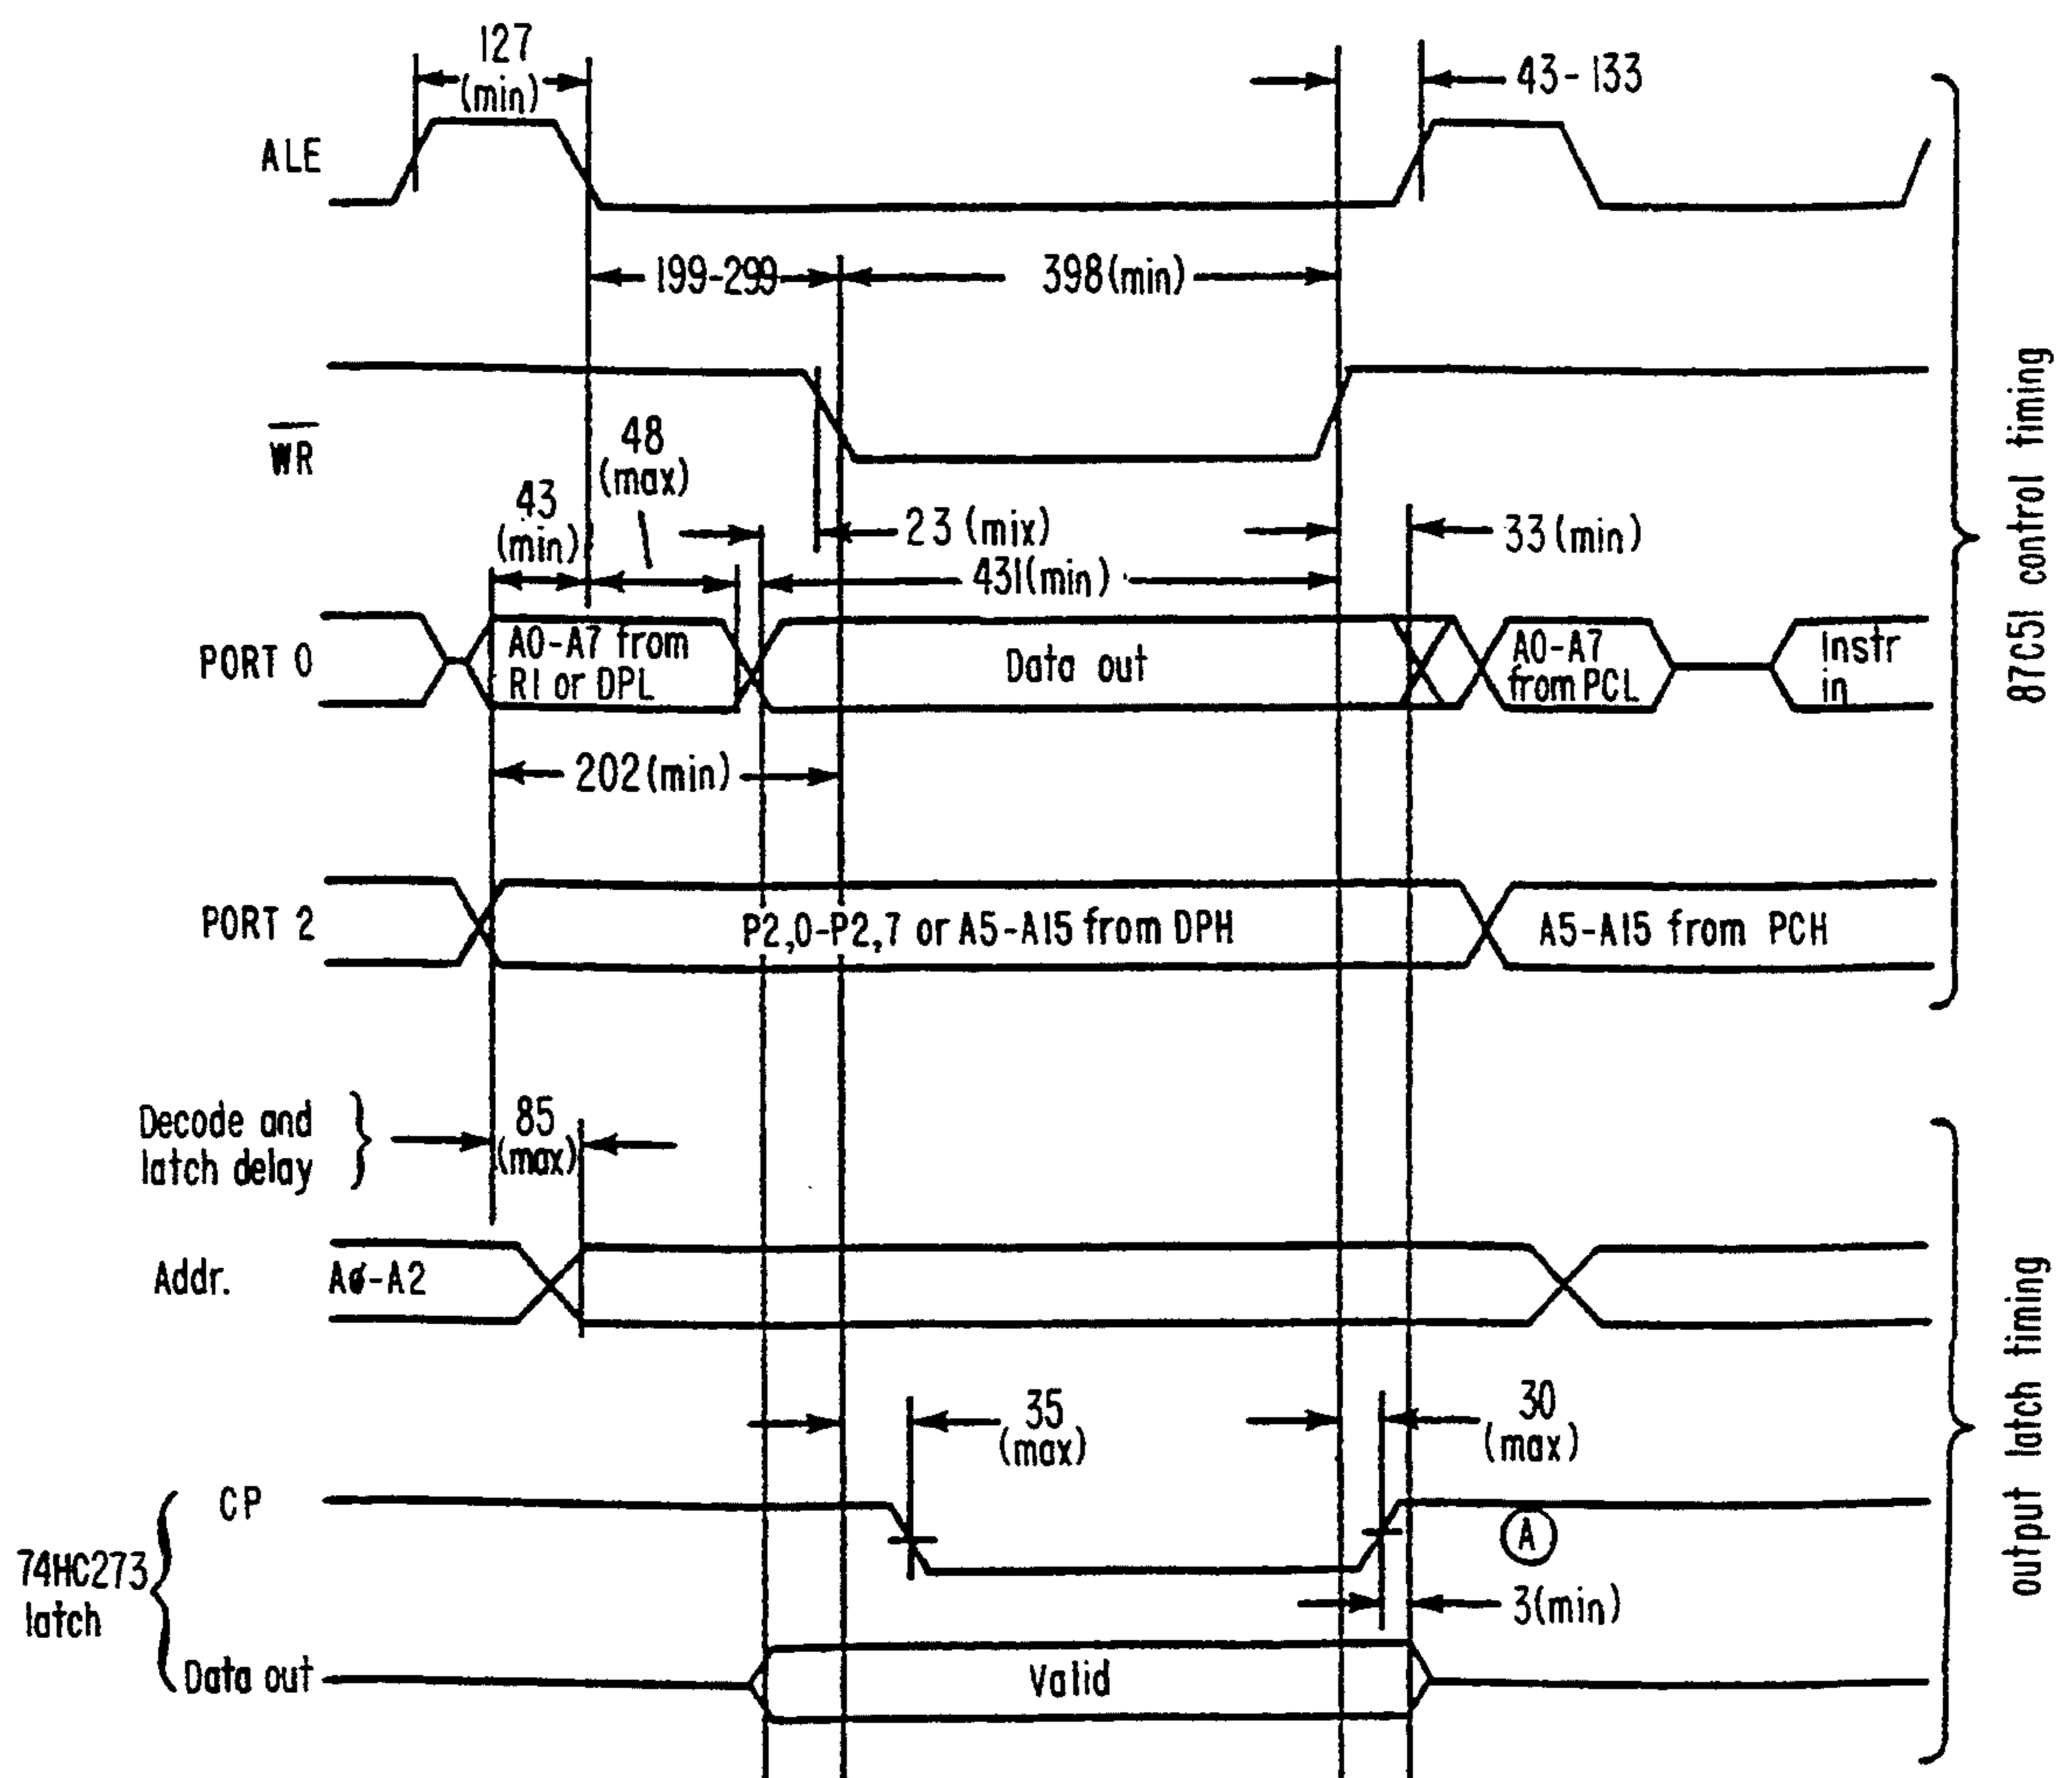 127
(min)
43-133
ALE
199-299
398(min)
WR
48
(max)
43
(min)
23 (mix)
33(min)
431(min)
PORT 0
A0-A7 from
R1 or DPL
Data out
A0-A7
from PCL
Instr
in
202(min)
PORT 2
P2,0-P2,7 or A5-A15 from DPH
A5-A15 from PCH
87C51 control timing
Decode and
latch delay
85
(max)
Addr.
A0-A2
35
(max)
30
(max)
CP
A
74HC273
latch
3(min)
Data out
Valid
output latch timing